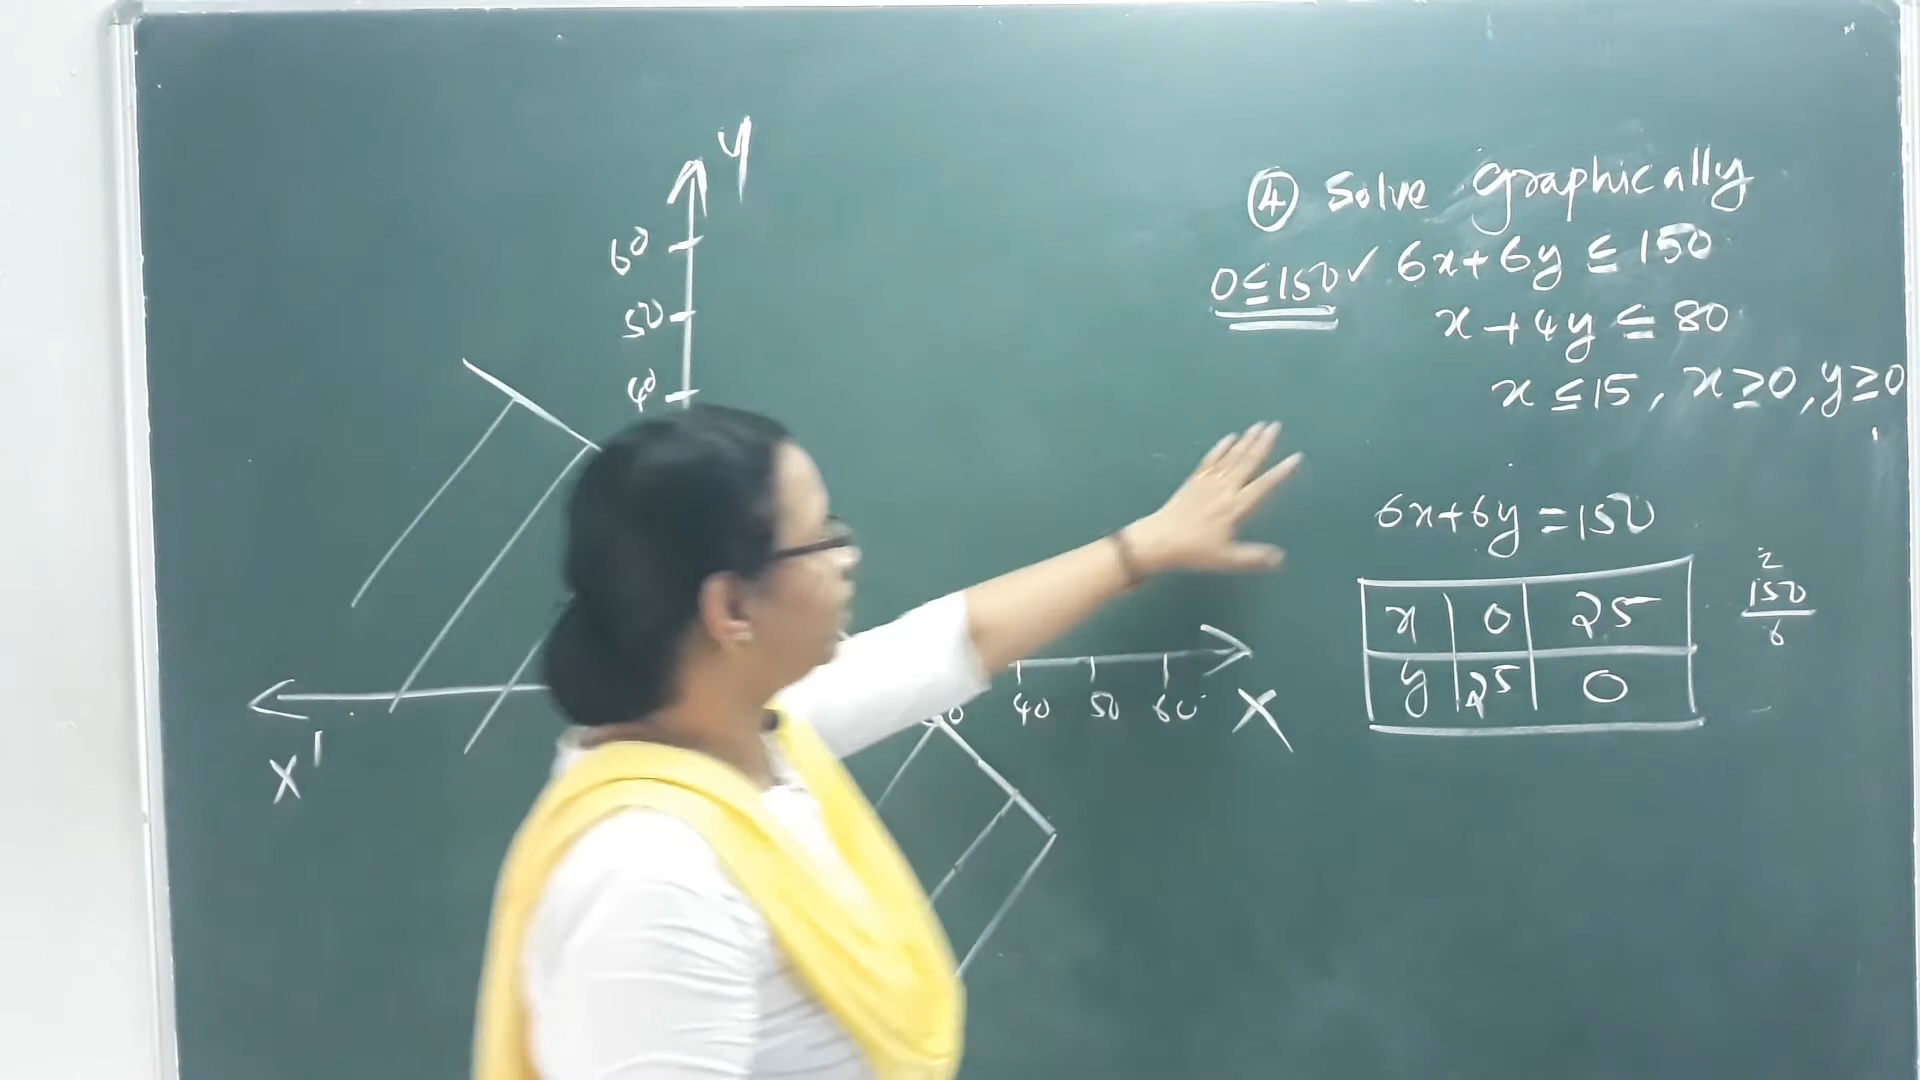 ④ Solve Graphically
0≤150✓ 6x+6y ≤ 150
x+4y ≤ 80
x ≤ 15, x ≥ 0, y ≥ 0
6x+6y = 150
x 0 25
y 25 0
2
150
6
y
60
50
40
40 50 60
X
X'